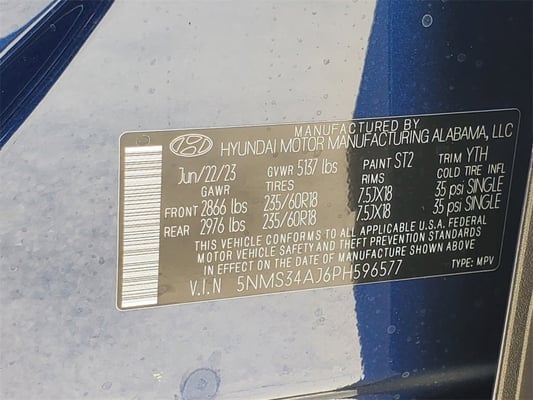 MANUFACTURED BY
HYUNDAI MOTOR MANUFACTURING ALABAMA, LLC
Jun/22/23 GVWR 5137 lbs PAINT ST2 TRIM YTH
GAWR TIRES RIMS COLD TIRE INFL
FRONT 2866 lbs 235/60R18 7.5JX18 35 psi SINGLE
REAR 2976 lbs 235/60R18 7.5JX18 35 psi SINGLE
THIS VEHICLE CONFORMS TO ALL APPLICABLE U.S.A. FEDERAL
MOTOR VEHICLE SAFETY AND THEFT PREVENTION STANDARDS
IN EFFECT ON THE DATE OF MANUFACTURE SHOWN ABOVE
V.I.N 5NMS34AJ6PH596577 TYPE: MPV